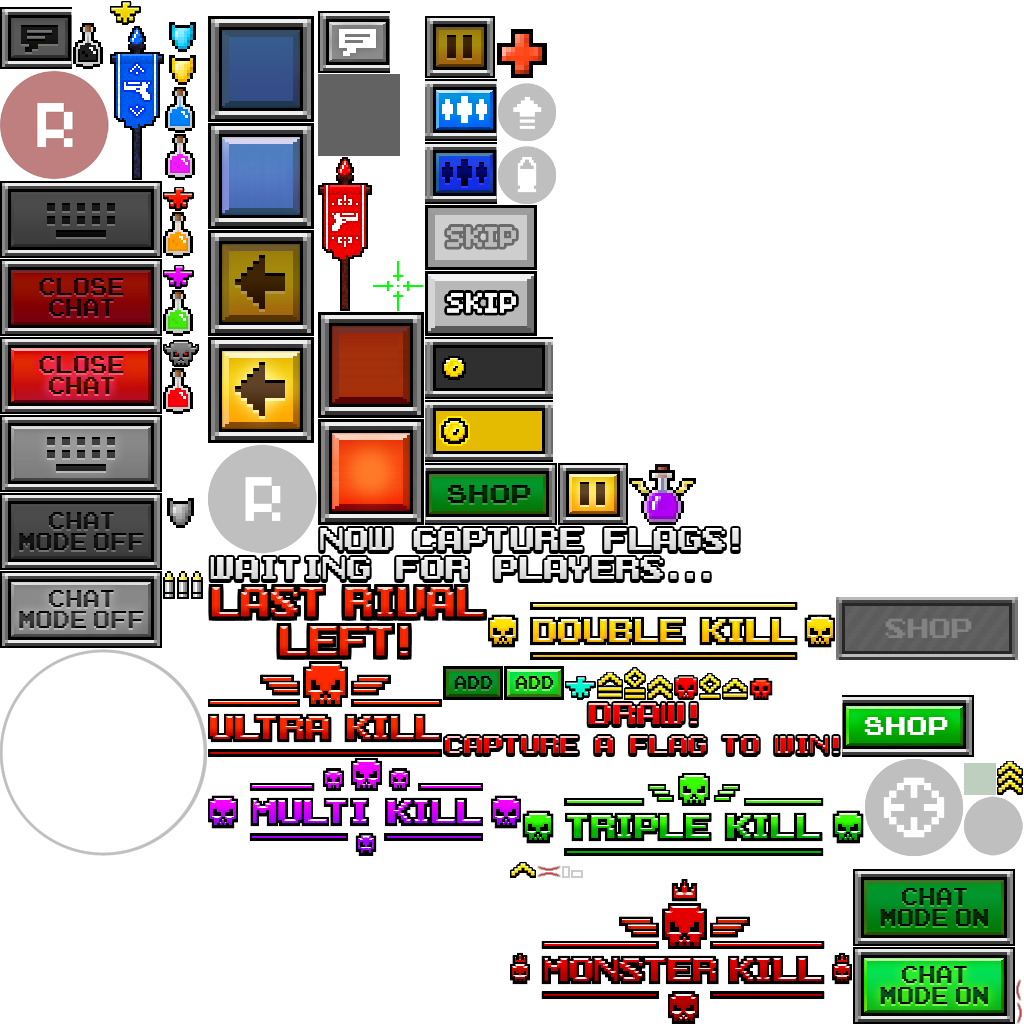 R
CLOSE
CHAT
CLOSE
CHAT
CHAT
MODE OFF
CHAT
MODE OFF
R
SKIP
SKIP
SHOP
NOW CAPTURE FLAGS!
WAITING FOR PLAYERS...
LAST RIVAL
LEFT!
DOUBLE KILL
SHOP
ADD
ADD
ULTRA KILL
DRAW!
CAPTURE A FLAG TO WIN!
SHOP
MULTI KILL
TRIPLE KILL
CHAT
MODE ON
MONSTER KILL
CHAT
MODE ON